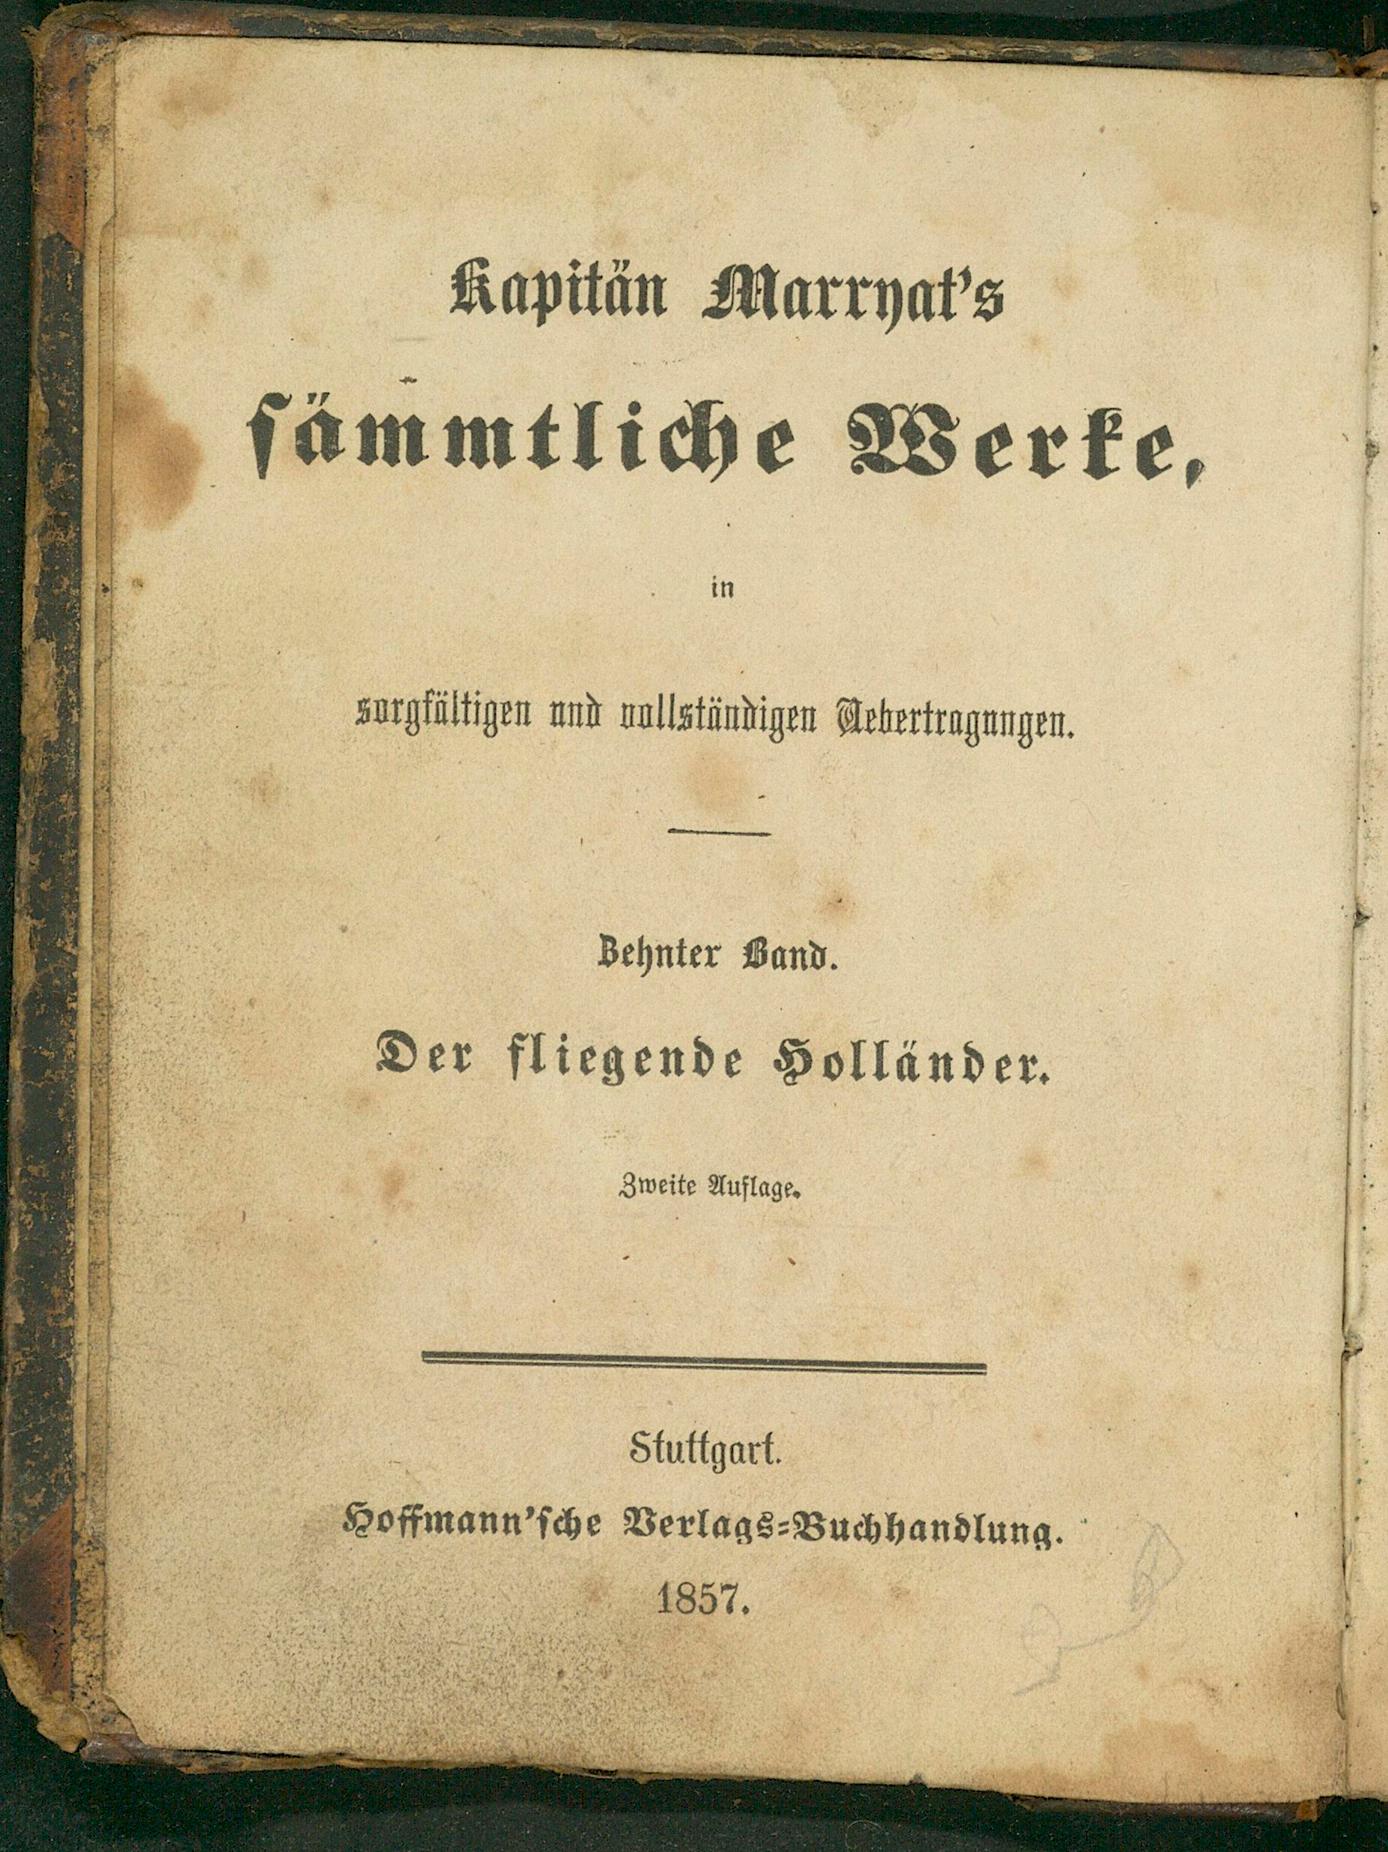 Kapitän Marryat's
sämmtliche Werke,
in
sorgfältigen und vollständigen Uebertragungen.
Zehnter Band.
Der fliegende Holländer.
Zweite Auflage.
Stuttgart.
Hoffmann'sche Verlags-Buchhandlung.
1857.